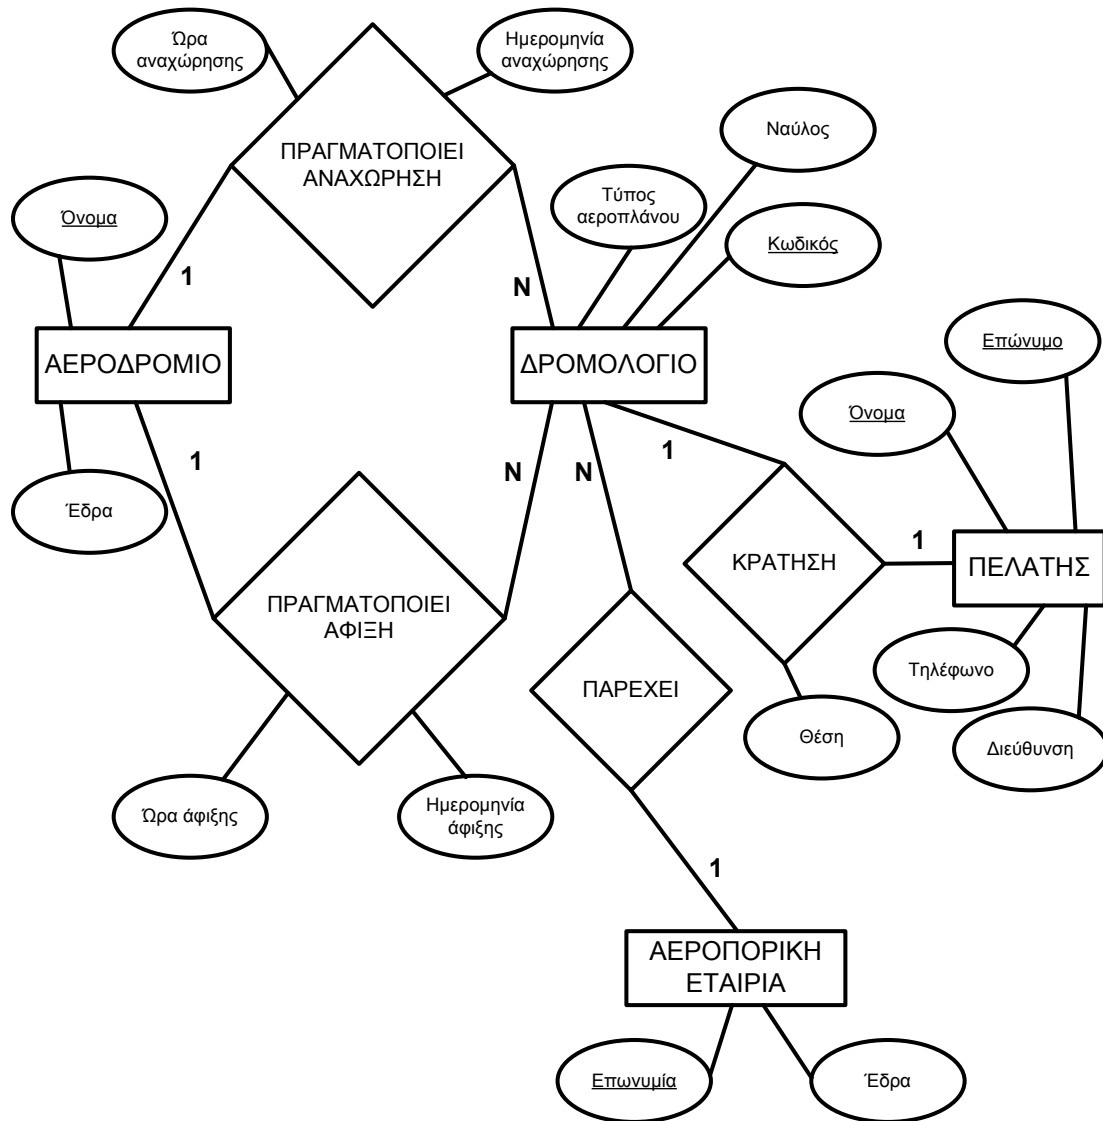 Ώρα
αναχώρησης
Ημερομηνία
αναχώρησης
ΠΡΑΓΜΑΤΟΠΟΙΕΙ
ΑΝΑΧΩΡΗΣΗ
Ναύλος
Τύπος
αεροπλάνου
Όνομα
Κωδικός
1
N
Επώνυμο
ΑΕΡΟΔΡΟΜΙΟ
ΔΡΟΜΟΛΟΓΙΟ
Όνομα
1
N
N
1
Έδρα
1
ΚΡΑΤΗΣΗ
ΠΕΛΑΤΗΣ
ΠΡΑΓΜΑΤΟΠΟΙΕΙ
ΑΦΙΞΗ
Τηλέφωνο
ΠΑΡΕΧΕΙ
Θέση
Διεύθυνση
Ώρα άφιξης
Ημερομηνία
άφιξης
1
ΑΕΡΟΠΟΡΙΚΗ
ΕΤΑΙΡΙΑ
Επωνυμία
Έδρα